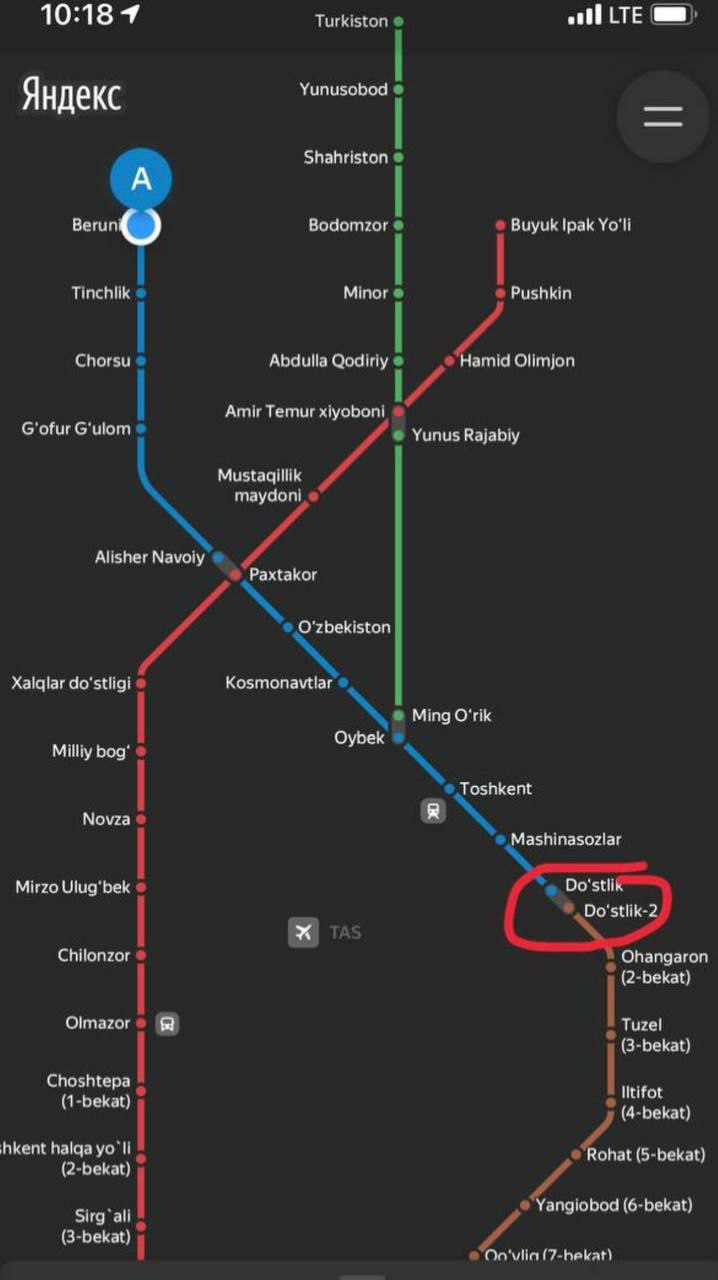 10:18
LTE
Turkiston
Яндекс
Yunusobod
Shahriston
A
Beruni
Bodomzor
Buyuk Ipak Yo‘li
Tinchlik
Minor
Pushkin
Chorsu
Abdulla Qodiriy
Hamid Olimjon
Amir Temur xiyoboni
G‘ofur G‘ulom
Yunus Rajabiy
Mustaqillik
maydoni
Alisher Navoiy
Paxtakor
O‘zbekiston
Xalqlar do‘stligi
Kosmonavtlar
Ming O‘rik
Oybek
Milliy bog‘
Toshkent
Novza
Mashinasozlar
Mirzo Ulug‘bek
Do‘stlik
Do‘stlik-2
TAS
Chilonzor
Ohangaron
(2-bekat)
Olmazor
Tuzel
(3-bekat)
Choshtepa
(1-bekat)
Iltifot
(4-bekat)
hkent halqa yo`li
(2-bekat)
Rohat (5-bekat)
Yangiobod (6-bekat)
Sirg`ali
(3-bekat)
Qo‘yliq (7-bekat)